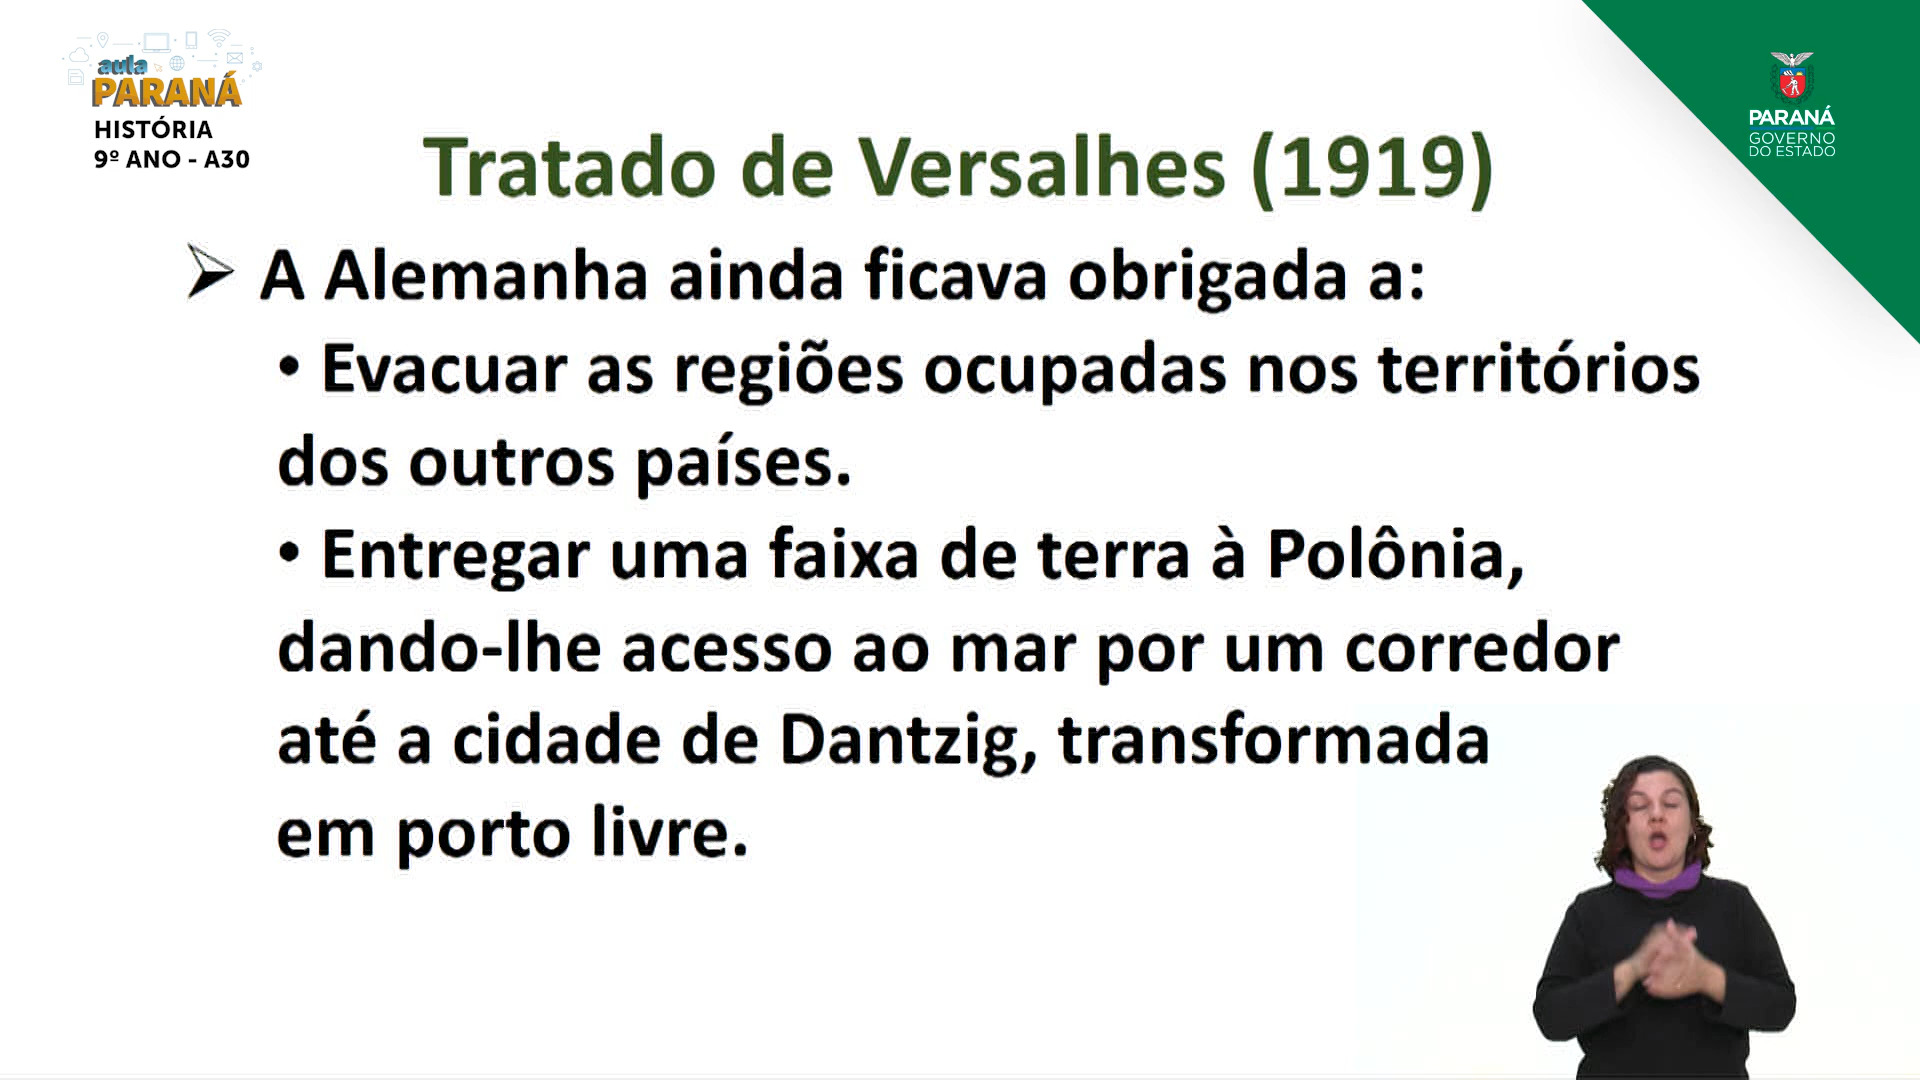 aula
PARANÁ
HISTÓRIA
9º ANO - A30
PARANÁ
GOVERNO
DO ESTADO
Tratado de Versalhes (1919)
➢ A Alemanha ainda ficava obrigada a:
• Evacuar as regiões ocupadas nos territórios
dos outros países.
• Entregar uma faixa de terra à Polônia,
dando-lhe acesso ao mar por um corredor
até a cidade de Dantzig, transformada
em porto livre.